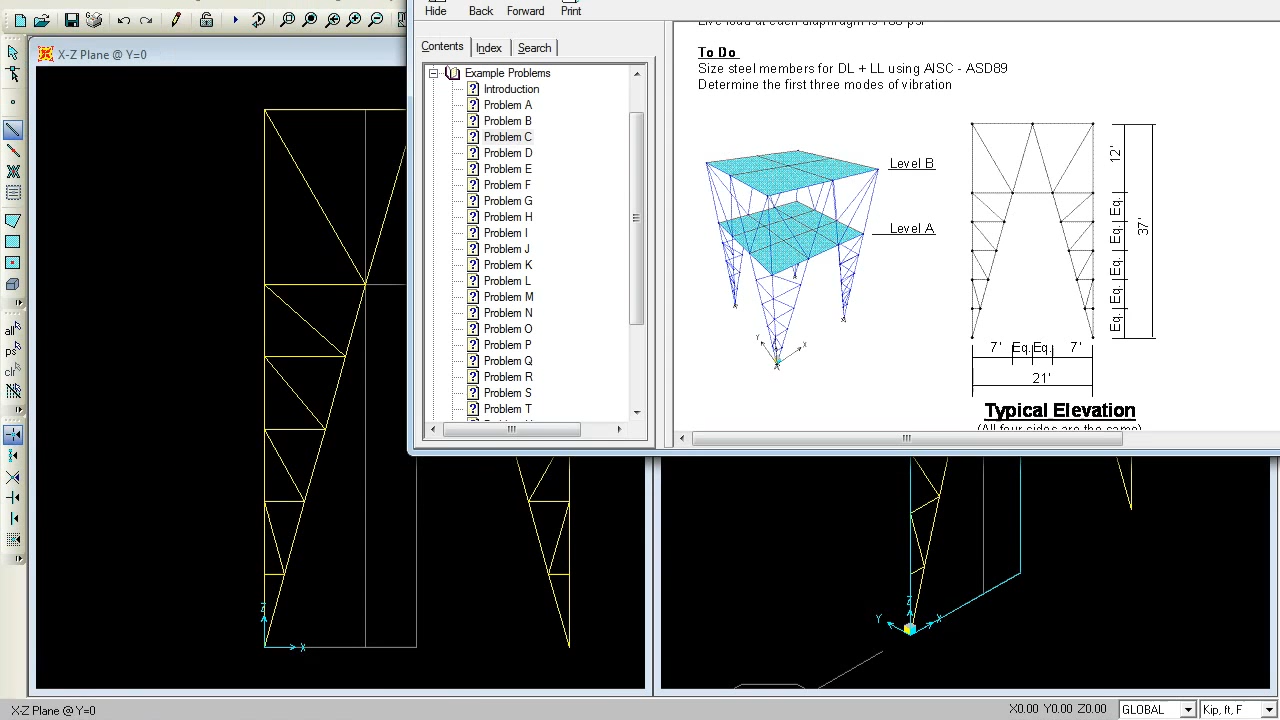 Hide
Back
Forward
Print
X-Z Plane @ Y=0
Contents
Index
Search
Example Problems
Introduction
Problem A
Problem B
Problem C
Problem D
Problem E
Problem F
Problem G
Problem H
Problem I
Problem J
Problem K
Problem L
Problem M
Problem N
Problem O
Problem P
Problem Q
Problem R
Problem S
Problem T
To Do
Size steel members for DL + LL using AISC - ASD89
Determine the first three modes of vibration
Level B
Level A
Y
X
12'
Eq.
Eq.
Eq.
Eq.
Eq.
37'
7'
Eq.
Eq.
7'
21'
Typical Elevation
(All four sides are the same)
all
ps
clr
Z
X
Z
Y
X
X-Z Plane @ Y=0
X0.00 Y0.00 Z0.00
GLOBAL
Kip, ft, F